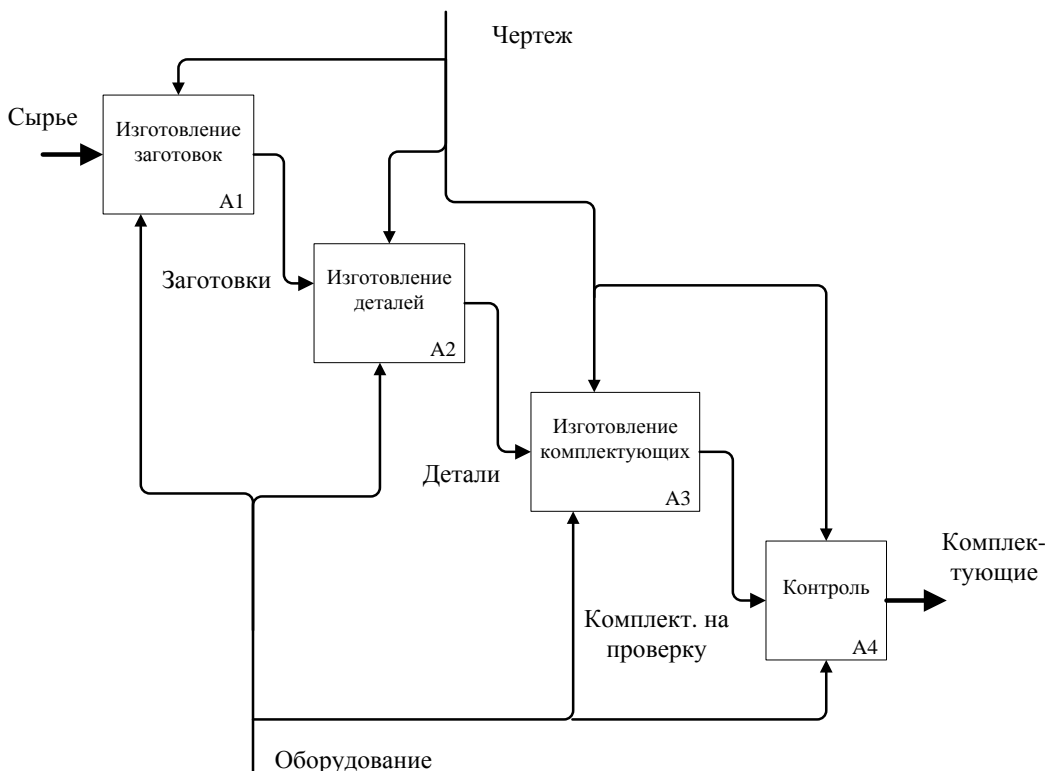 Чертеж
Сырье
Изготовление
заготовок
A1
Заготовки
Изготовление
деталей
A2
Детали
Изготовление
комплектующих
A3
Комплект. на
проверку
Контроль
A4
Комплек-
тующие
Оборудование